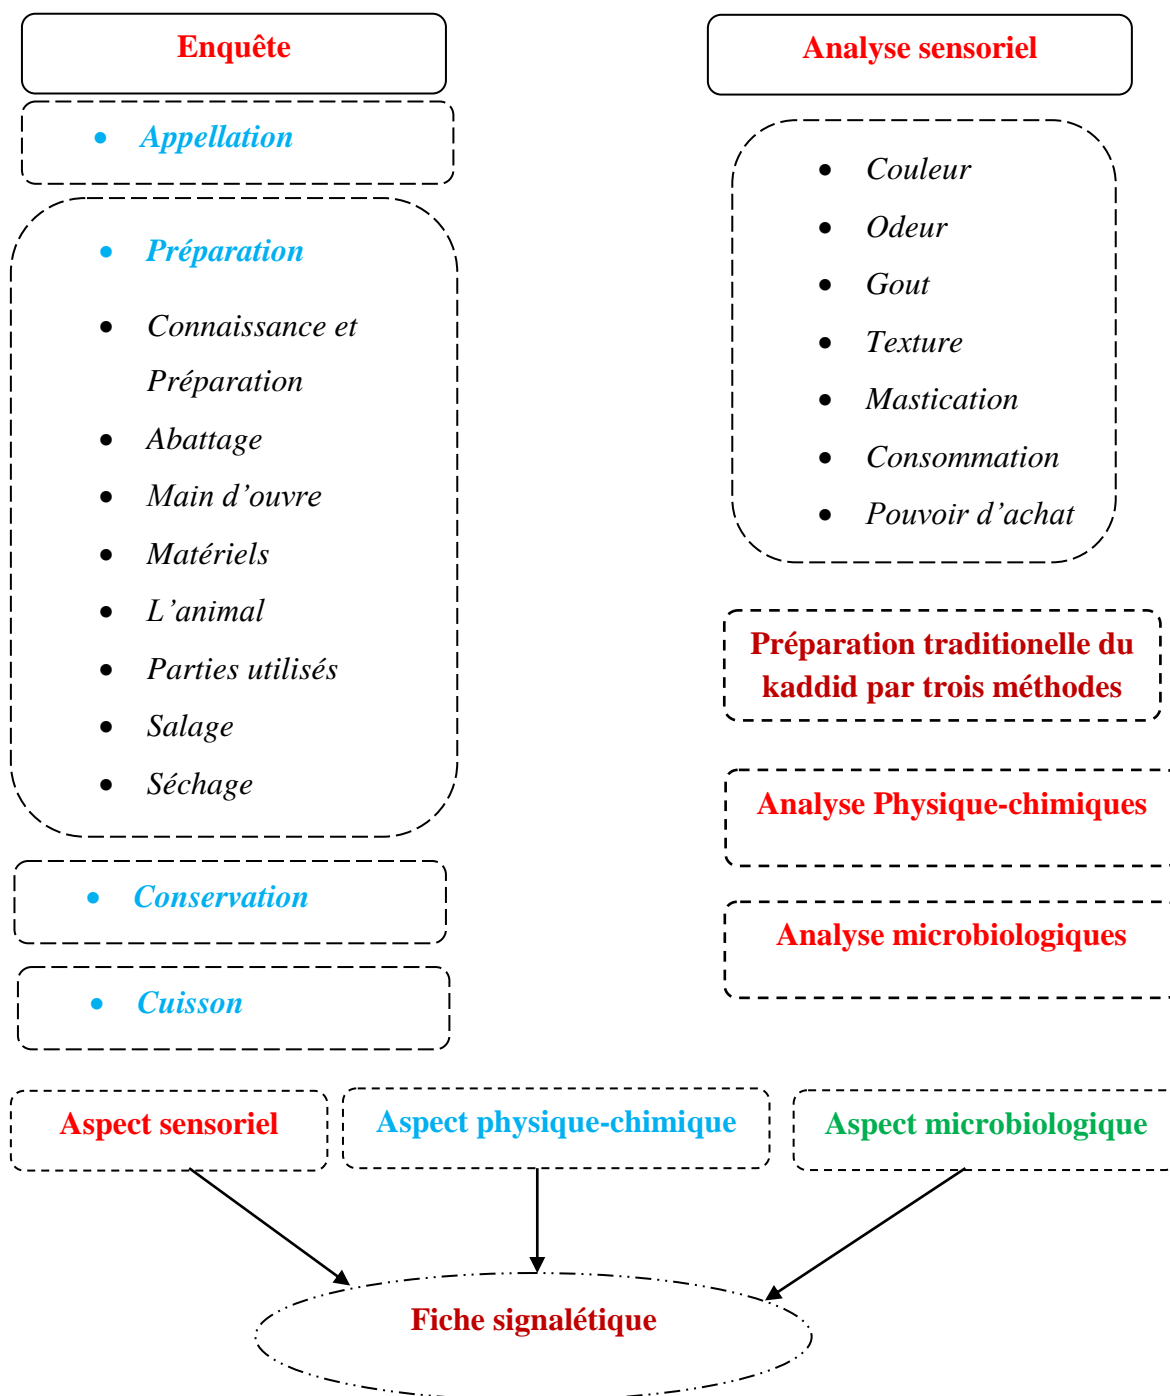 Enquête
• Appellation
• Préparation
• Connaissance et
Préparation
• Abattage
• Main d’ouvre
• Matériels
• L’animal
• Parties utilisés
• Salage
• Séchage
• Conservation
• Cuisson
Analyse sensoriel
• Couleur
• Odeur
• Gout
• Texture
• Mastication
• Consommation
• Pouvoir d’achat
Préparation traditionelle du
kaddid par trois méthodes
Analyse Physique-chimiques
Analyse microbiologiques
Aspect sensoriel
Aspect physique-chimique
Aspect microbiologique
Fiche signalétique